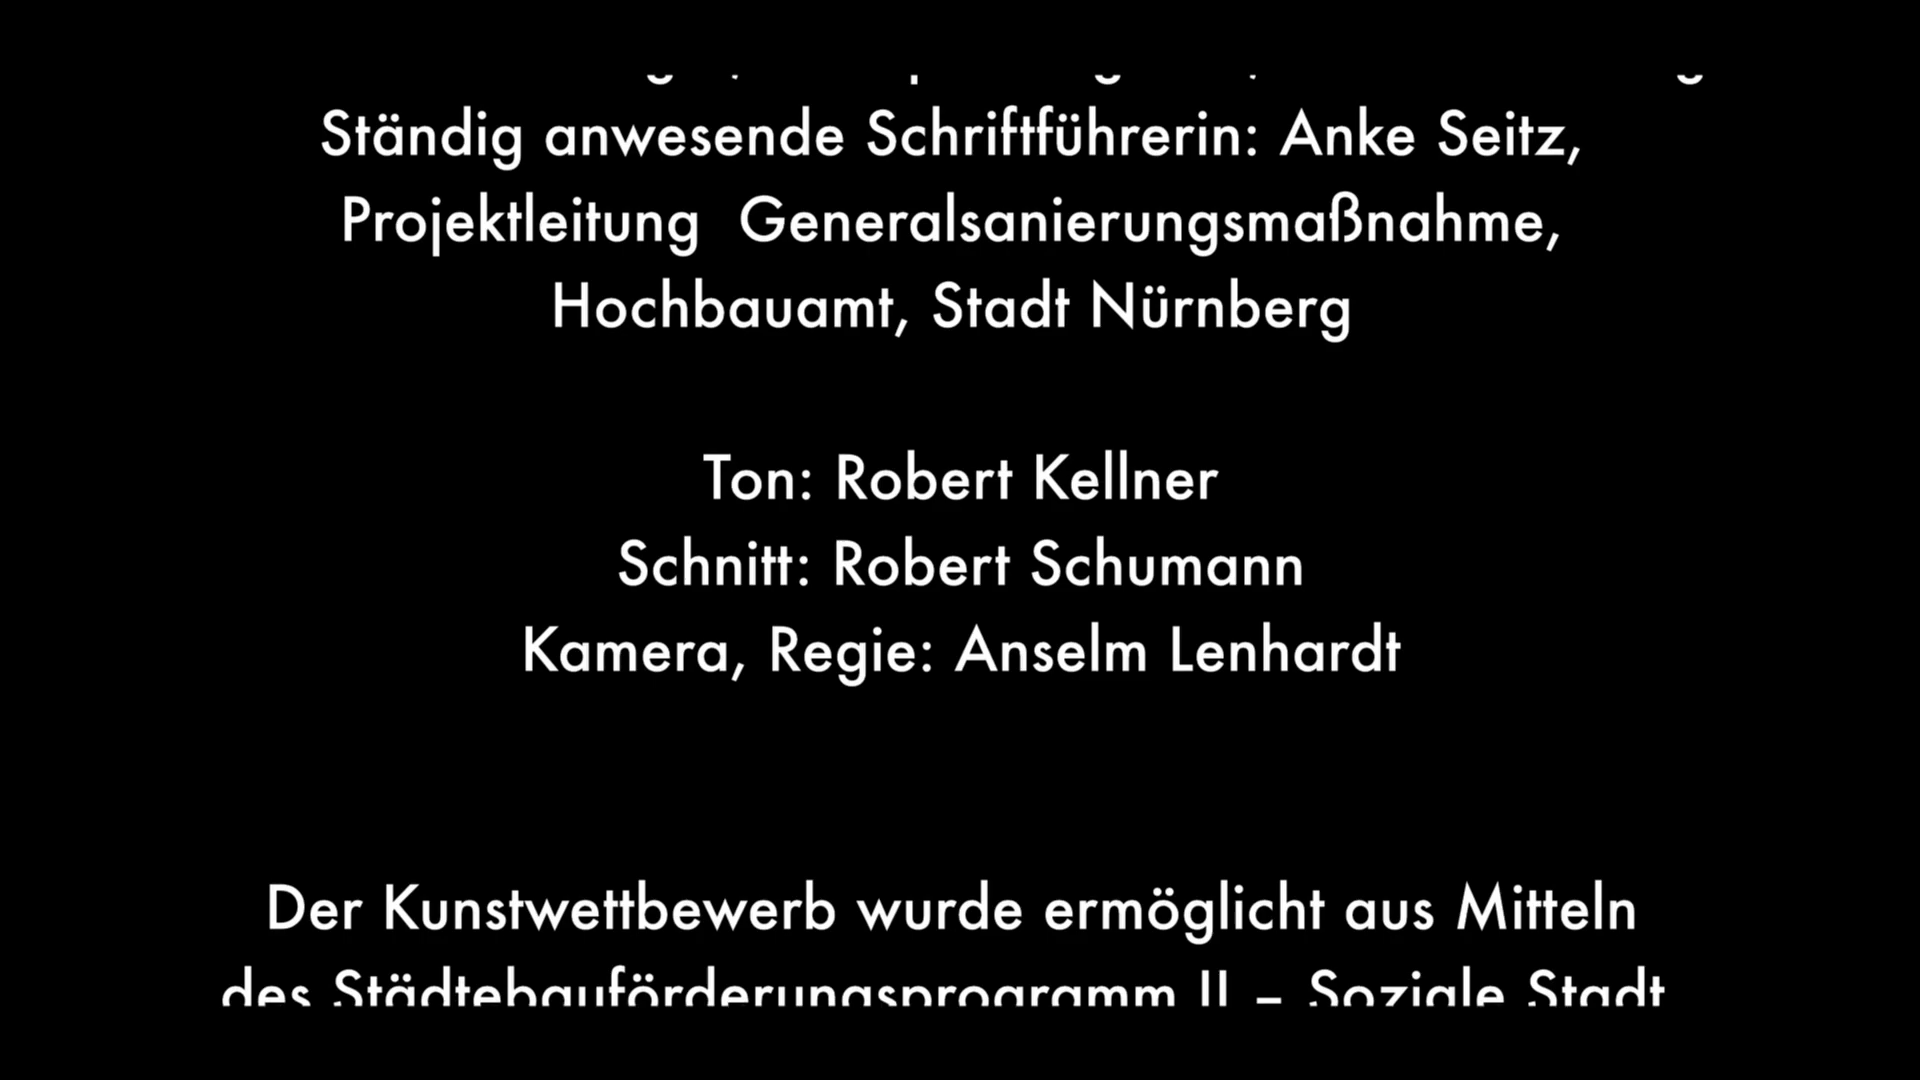 Ständig anwesende Schriftführerin: Anke Seitz,
Projektleitung Generalsanierungsmaßnahme,
Hochbauamt, Stadt Nürnberg
Ton: Robert Kellner
Schnitt: Robert Schumann
Kamera, Regie: Anselm Lenhardt
Der Kunstwettbewerb wurde ermöglicht aus Mitteln
des Städtebauförderungsprogramm II – Soziale Stadt